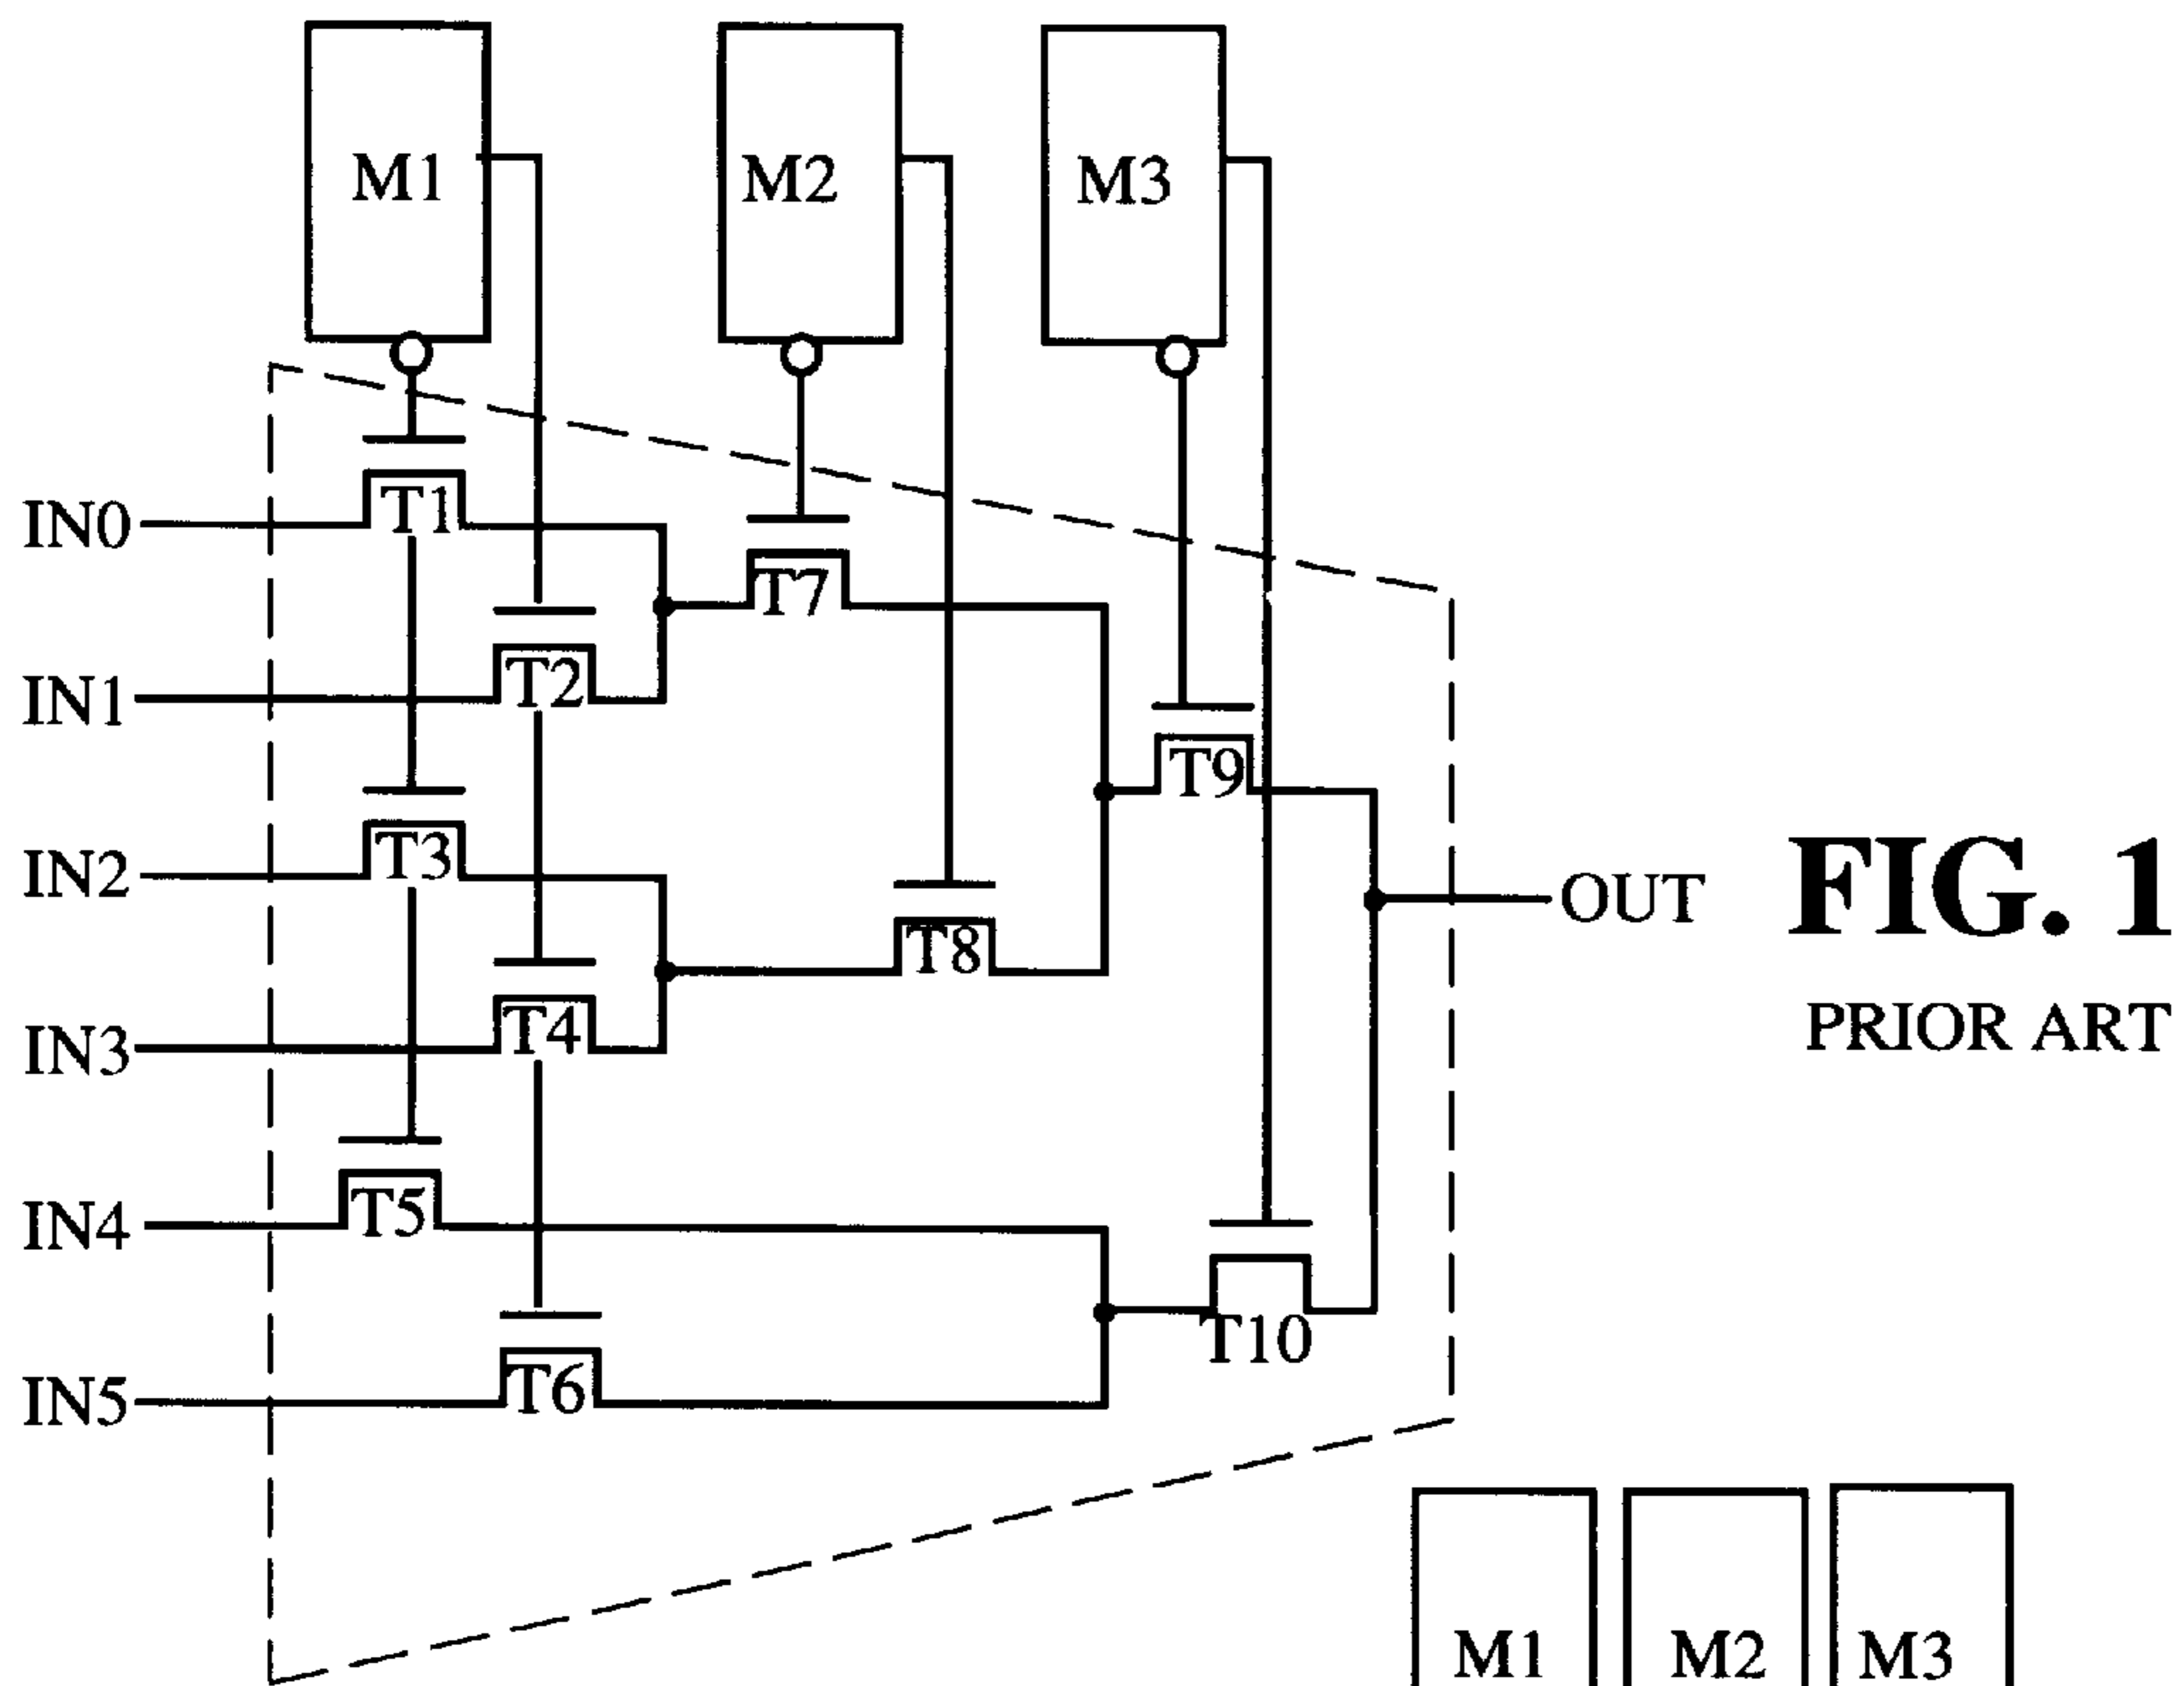 M1
M2
M3
T1
IN0
T7
T2
IN1
T9
T3
IN2
OUT
FIG. 1
T8
T4
IN3
PRIOR ART
T5
IN4
T10
T6
IN5
M1
M2
M3